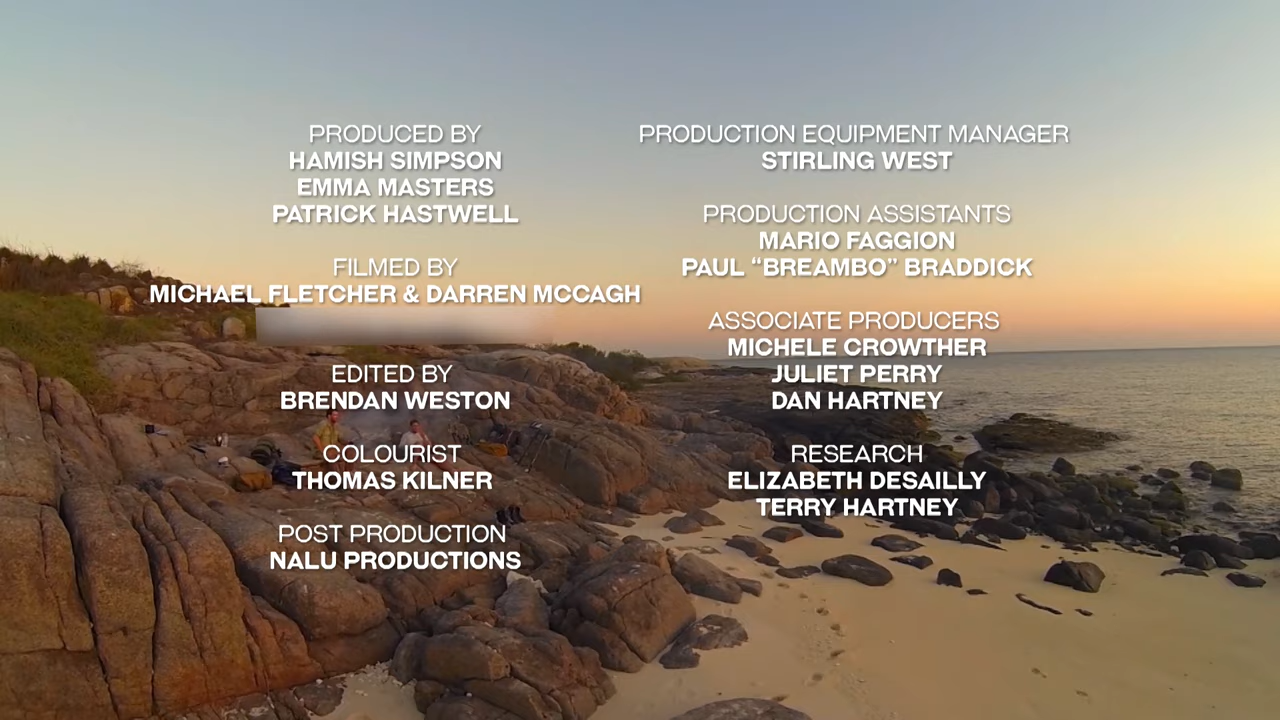 PRODUCED BY
HAMISH SIMPSON
EMMA MASTERS
PATRICK HASTWELL
FILMED BY
MICHAEL FLETCHER & DARREN MCCAGH
EDITED BY
BRENDAN WESTON
COLOURIST
THOMAS KILNER
POST PRODUCTION
NALU PRODUCTIONS
PRODUCTION EQUIPMENT MANAGER
STIRLING WEST
PRODUCTION ASSISTANTS
MARIO FAGGION
PAUL “BREAMBO” BRADDICK
ASSOCIATE PRODUCERS
MICHELE CROWTHER
JULIET PERRY
DAN HARTNEY
RESEARCH
ELIZABETH DESAILLY
TERRY HARTNEY